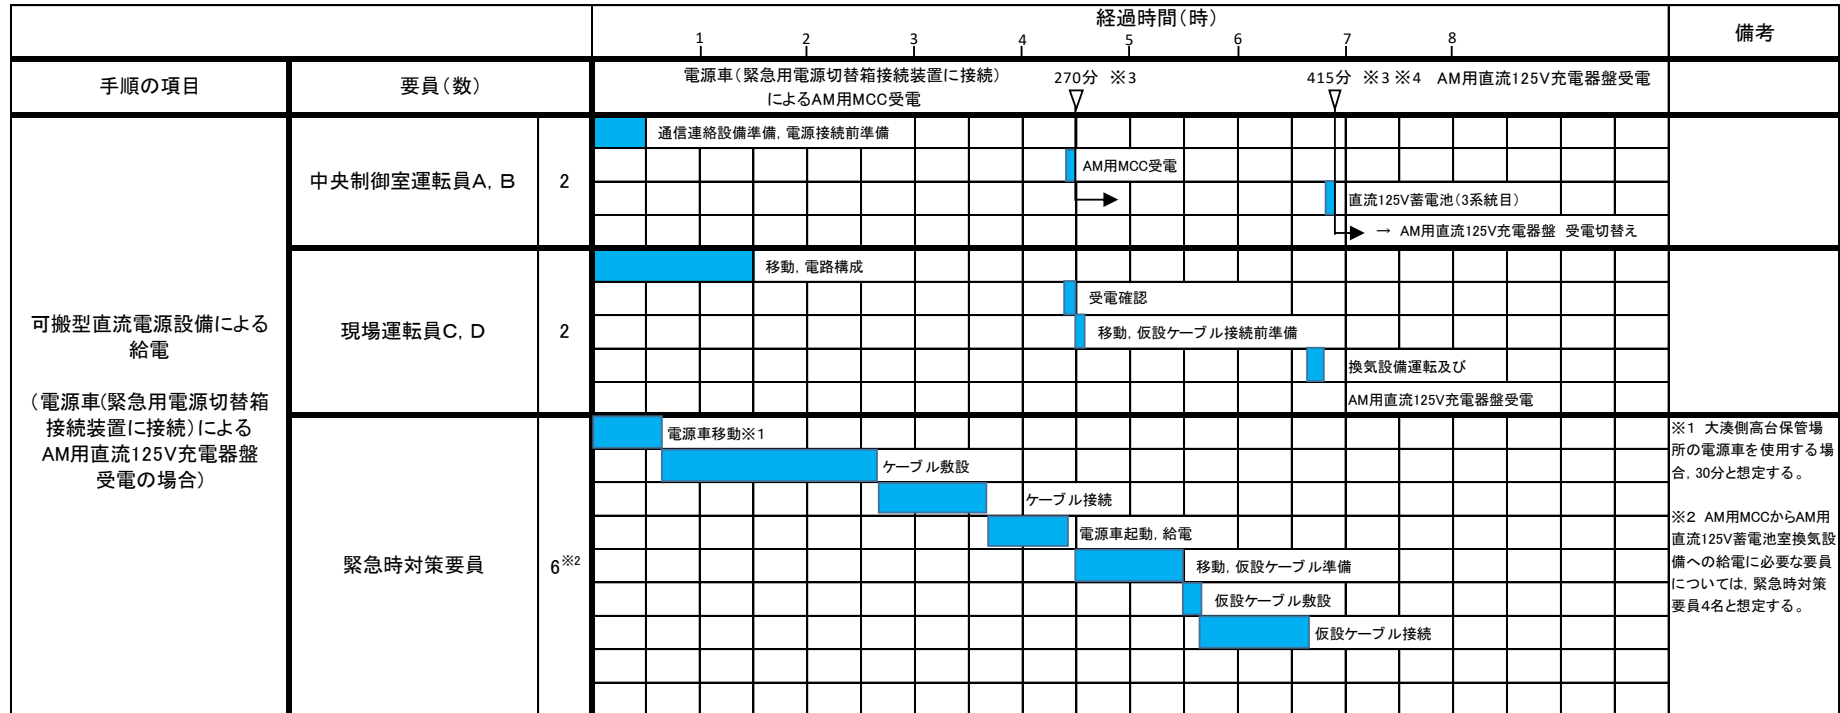 経過時間(時)
備考
1 2 3 4 5 6 7 8
手順の項目
要員(数)
電源車(緊急用電源切替箱接続装置に接続)
によるAM用MCC受電
270分 ※3
415分 ※3 ※4 AM用直流125V充電器盤受電
可搬型直流電源設備による
給電
(電源車(緊急用電源切替箱
接続装置に接続)による
AM用直流125V充電器盤
受電の場合)
中央制御室運転員A, B
2
通信連絡設備準備, 電源接続前準備
AM用MCC受電
直流125V蓄電池(3系統目)
→ AM用直流125V充電器盤 受電切替え
現場運転員C, D
2
移動, 電路構成
受電確認
移動, 仮設ケーブル接続前準備
換気設備運転及び
AM用直流125V充電器盤受電
緊急時対策要員
6※2
電源車移動※1
ケーブル敷設
ケーブル接続
電源車起動, 給電
移動, 仮設ケーブル準備
仮設ケーブル敷設
仮設ケーブル接続
※1 大湊側高台保管場
所の電源車を使用する場
合, 30分と想定する。
※2 AM用MCCからAM用
直流125V蓄電池室換気設
備への給電に必要な要員
については, 緊急時対策
要員4名と想定する。